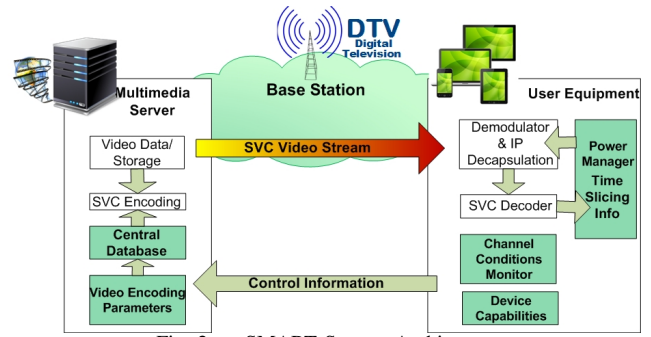 DTV
Digital
Television
Multimedia
Server
Base Station
User Equipment
Video Data/
Storage
SVC Encoding
Central
Database
Video Encoding
Parameters
SVC Video Stream
Control Information
Demodulator
& IP
Decapsulation
SVC Decoder
Power
Manager
Time
Slicing
Info
Channel
Conditions
Monitor
Device
Capabilities